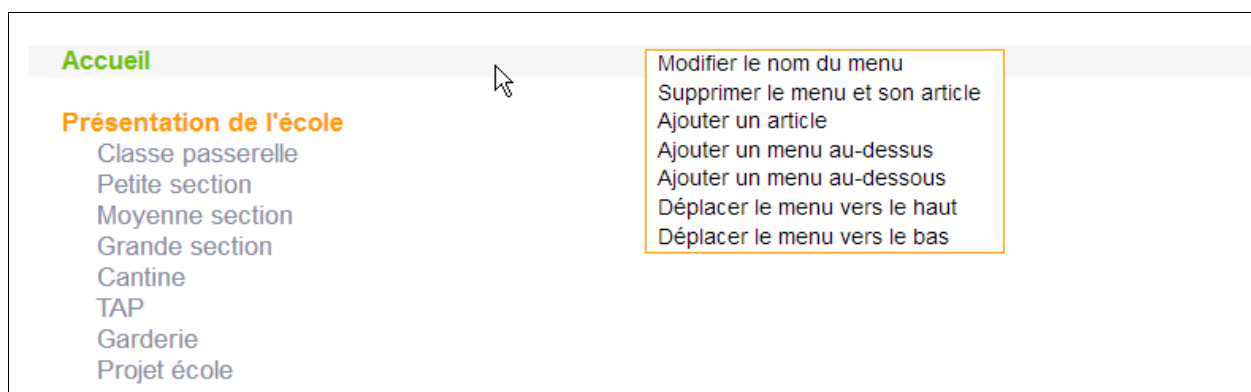 Accueil
Présentation de l'école
Classe passerelle
Petite section
Moyenne section
Grande section
Cantine
TAP
Garderie
Projet école
Modifier le nom du menu
Supprimer le menu et son article
Ajouter un article
Ajouter un menu au-dessus
Ajouter un menu au-dessous
Déplacer le menu vers le haut
Déplacer le menu vers le bas